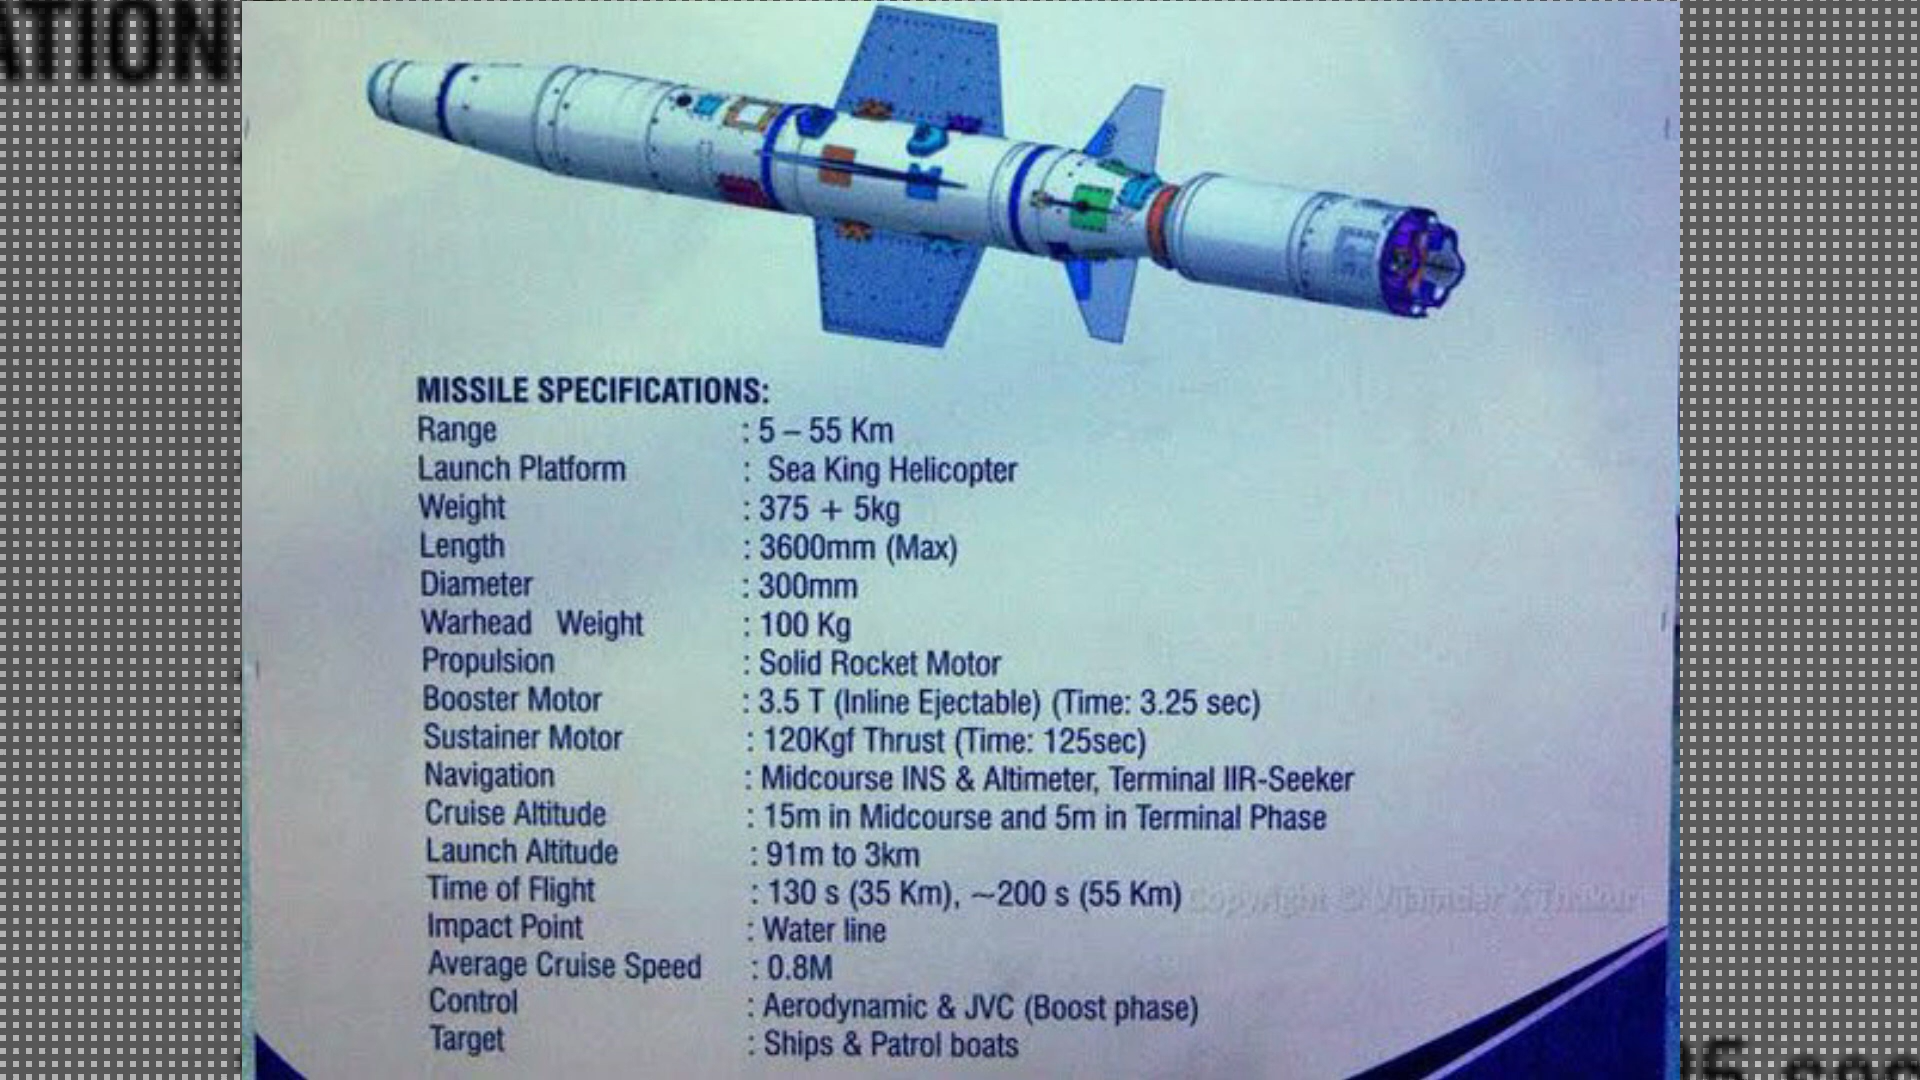 ATION
MISSILE SPECIFICATIONS:
Range : 5 – 55 Km
Launch Platform : Sea King Helicopter
Weight : 375 + 5kg
Length : 3600mm (Max)
Diameter : 300mm
Warhead Weight : 100 Kg
Propulsion : Solid Rocket Motor
Booster Motor : 3.5 T (Inline Ejectable) (Time: 3.25 sec)
Sustainer Motor : 120Kgf Thrust (Time: 125sec)
Navigation : Midcourse INS & Altimeter, Terminal IIR-Seeker
Cruise Altitude : 15m in Midcourse and 5m in Terminal Phase
Launch Altitude : 91m to 3km
Time of Flight : 130 s (35 Km), ~200 s (55 Km)
Copyright © Vijainder K Thakur
Impact Point : Water line
Average Cruise Speed : 0.8M
Control : Aerodynamic & JVC (Boost phase)
Target : Ships & Patrol boats